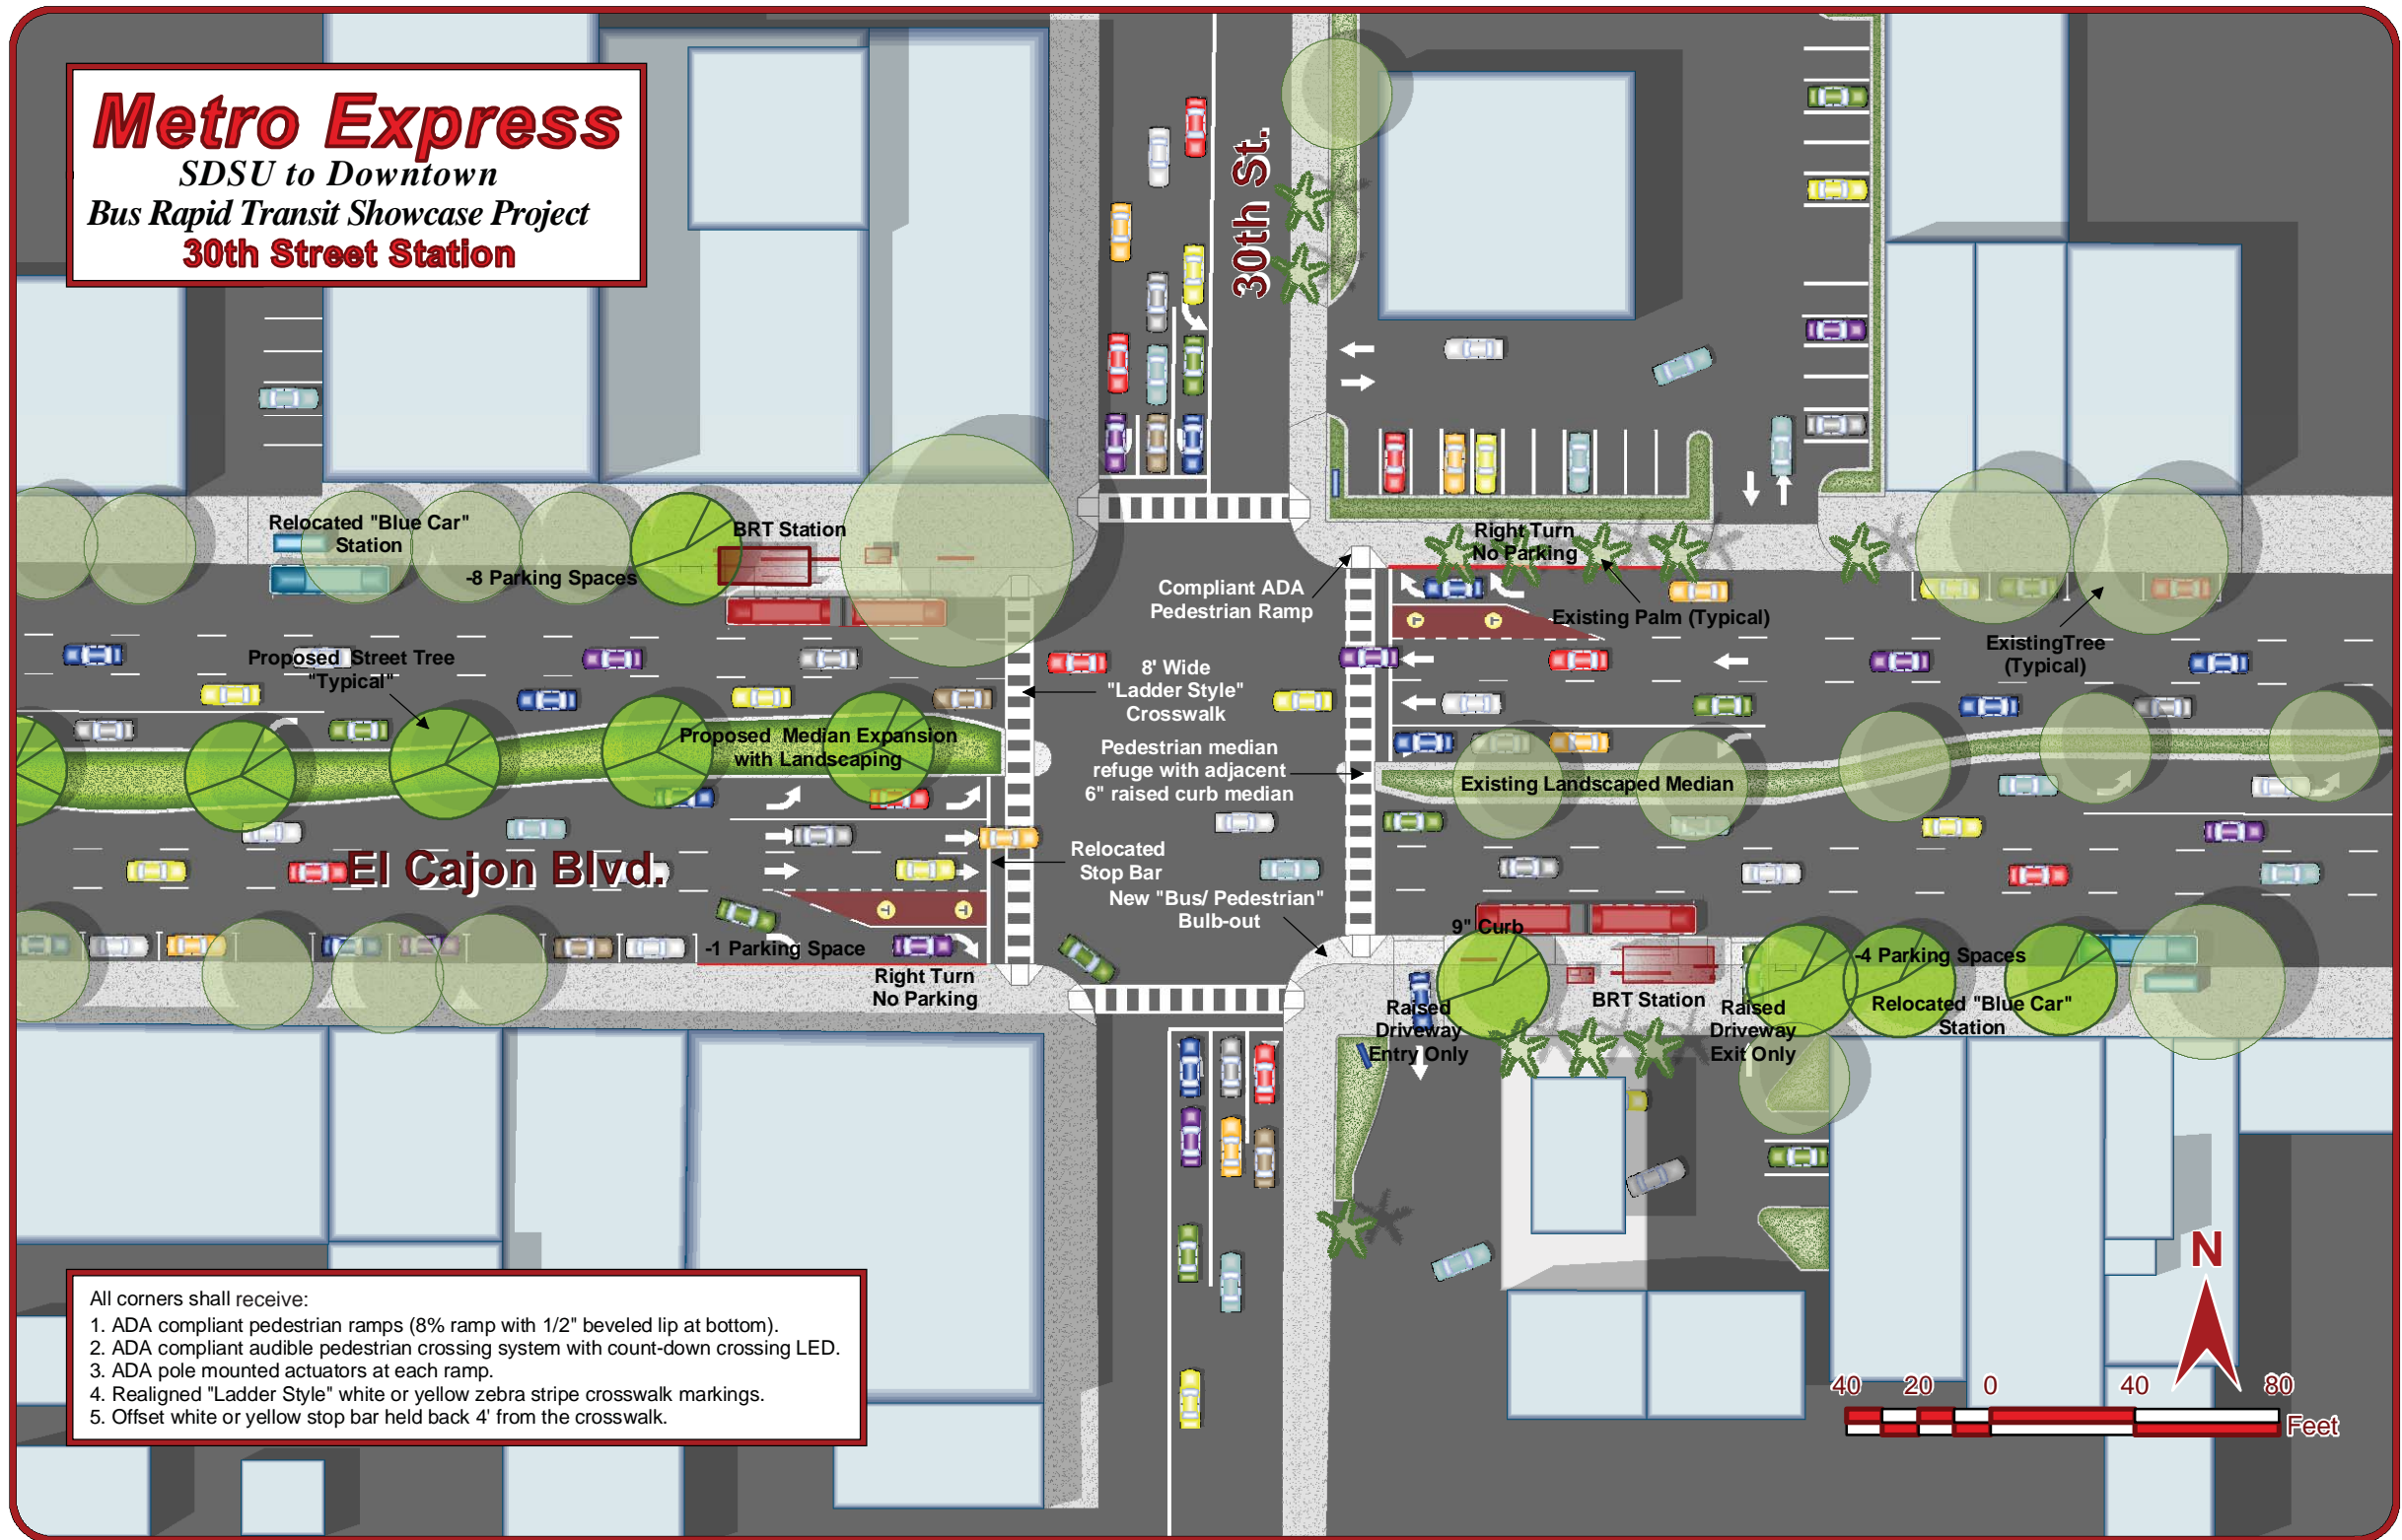 Metro Express
SDSU to Downtown
Bus Rapid Transit Showcase Project
30th Street Station
30th St.
Relocated "Blue Car"
Station
-8 Parking Spaces
BRT Station
Right Turn
No Parking
Compliant ADA
Pedestrian Ramp
Existing Palm (Typical)
ExistingTree
(Typical)
Proposed Street Tree
"Typical"
8' Wide
"Ladder Style"
Crosswalk
Proposed Median Expansion
with Landscaping
Pedestrian median
refuge with adjacent
6" raised curb median
Existing Landscaped Median
El Cajon Blvd.
Relocated
Stop Bar
New "Bus/ Pedestrian"
Bulb-out
-1 Parking Space
Right Turn
No Parking
9" Curb
-4 Parking Spaces
BRT Station
Relocated "Blue Car"
Station
Raised
Driveway
Entry Only
Raised
Driveway
Exit Only
All corners shall receive:
1. ADA compliant pedestrian ramps (8% ramp with 1/2" beveled lip at bottom).
2. ADA compliant audible pedestrian crossing system with count-down crossing LED.
3. ADA pole mounted actuators at each ramp.
4. Realigned "Ladder Style" white or yellow zebra stripe crosswalk markings.
5. Offset white or yellow stop bar held back 4' from the crosswalk.
N
40 20 0 40 80
Feet